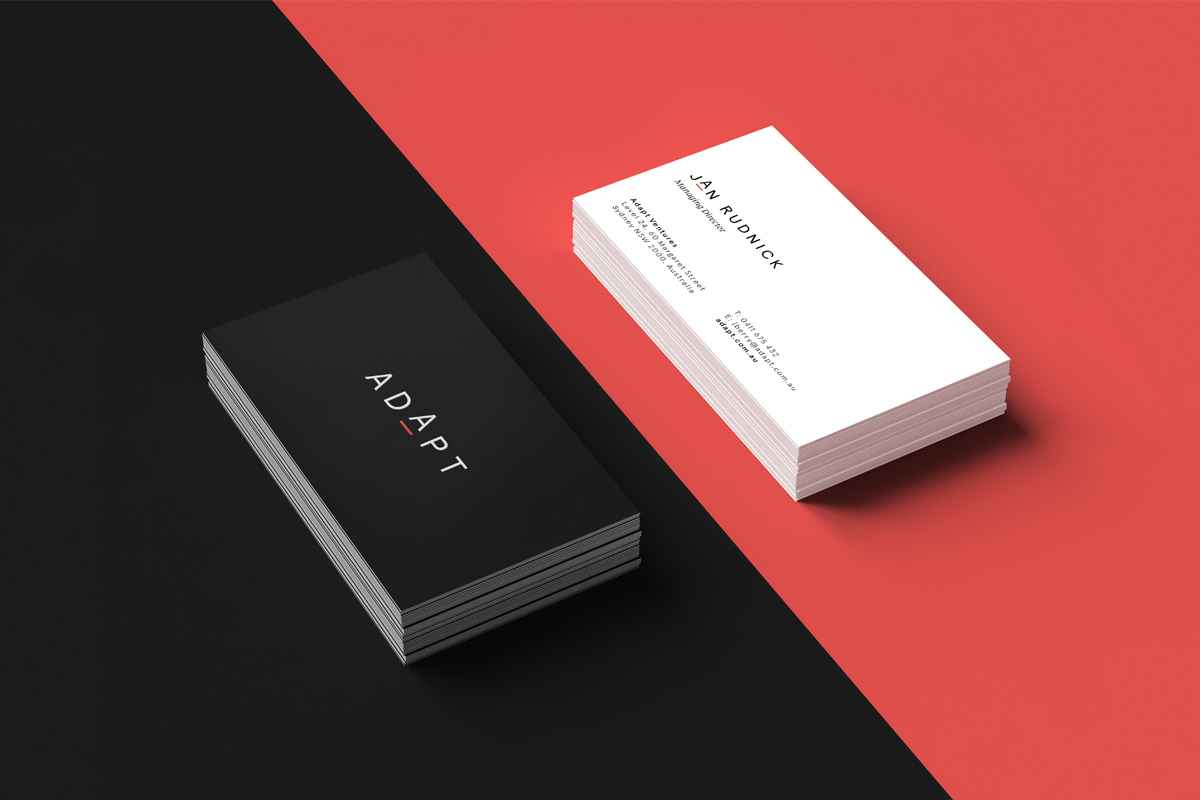 ADAPT
JAN RUDNICK
Managing Director
Adapt Ventures
Level 24, 60 Margaret Street
Sydney NSW 2000, Australia
T: 0411 675 432
E: jberry@adapt.com.au
adapt.com.au